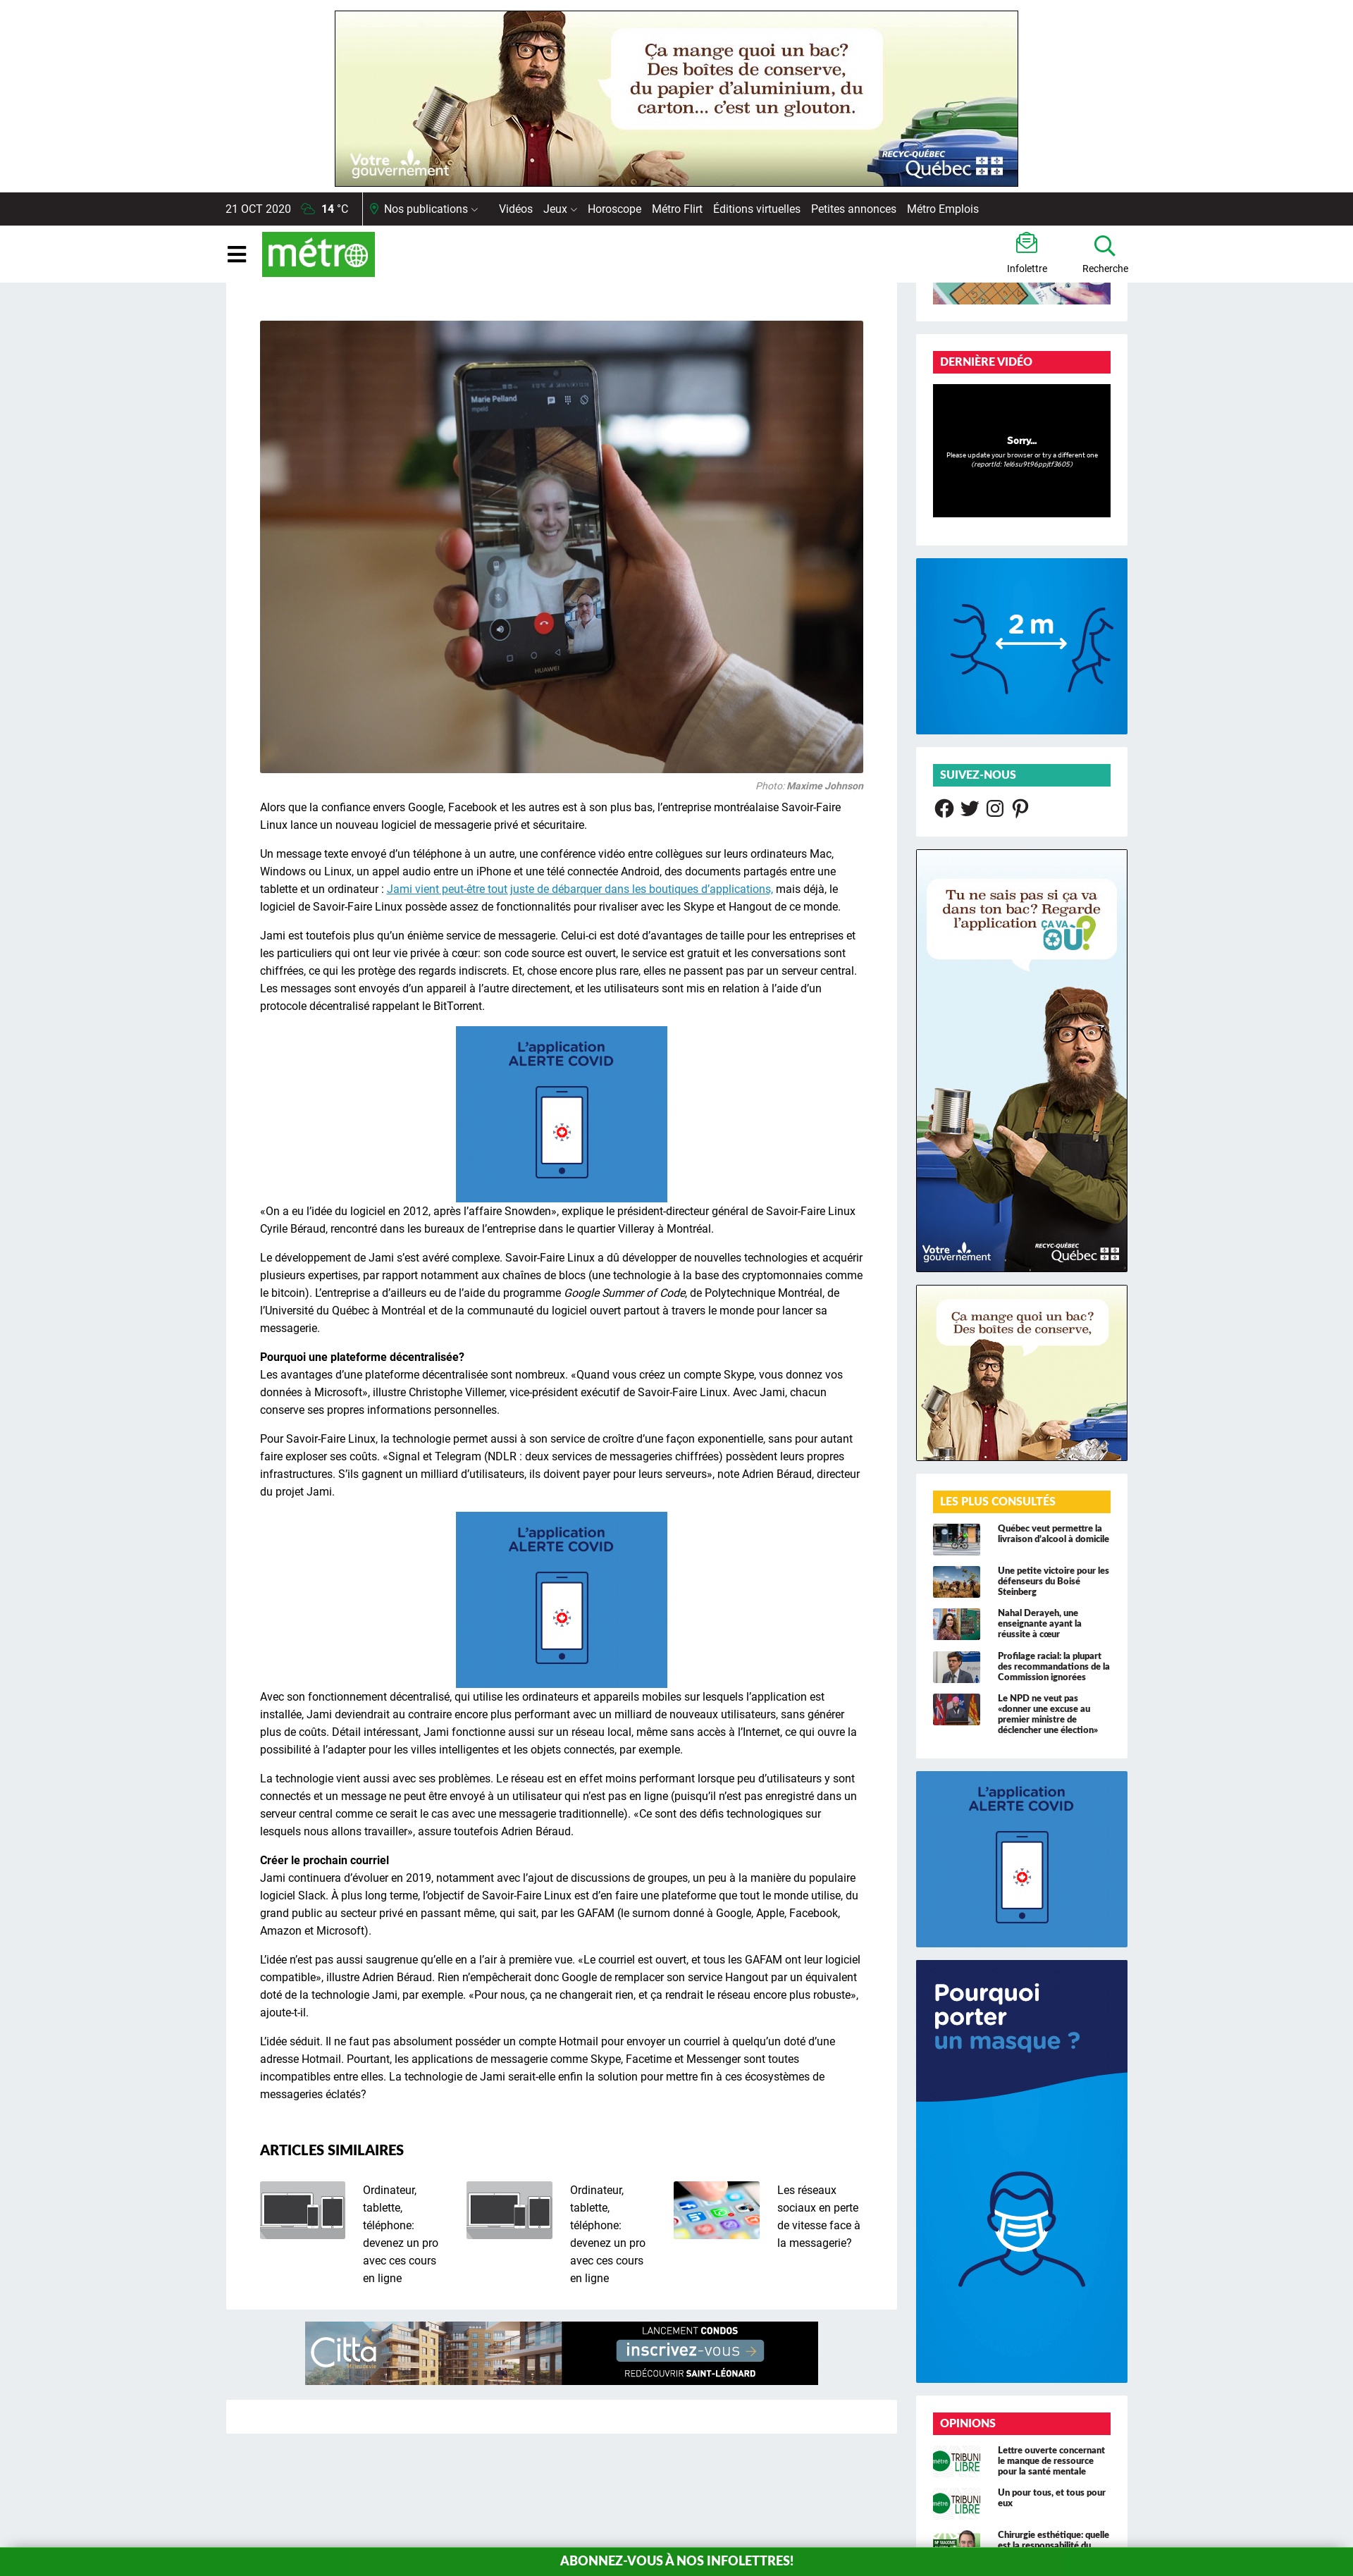 Ça mange quoi un bac?
Des boîtes de conserve,
du papier d’aluminium, du
carton... c’est un glouton.
Votre
gouvernement
RECYC-QUÉBEC
Québec
21 OCT 2020 14 °C Nos publications Vidéos Jeux Horoscope Métro Flirt Éditions virtuelles Petites annonces Métro Emplois
métro
Infolettre
Recherche
Marie Pelland
HUAWEI
Photo: Maxime Johnson
Alors que la confiance envers Google, Facebook et les autres est à son plus bas, l’entreprise montréalaise Savoir-Faire
Linux lance un nouveau logiciel de messagerie privé et sécuritaire.
Un message texte envoyé d’un téléphone à un autre, une conférence vidéo entre collègues sur leurs ordinateurs Mac,
Windows ou Linux, un appel audio entre un iPhone et une télé connectée Android, des documents partagés entre une
tablette et un ordinateur : Jami vient peut-être tout juste de débarquer dans les boutiques d’applications, mais déjà, le
logiciel de Savoir-Faire Linux possède assez de fonctionnalités pour rivaliser avec les Skype et Hangout de ce monde.
Jami est toutefois plus qu’un énième service de messagerie. Celui-ci est doté d’avantages de taille pour les entreprises et
les particuliers qui ont leur vie privée à cœur: son code source est ouvert, le service est gratuit et les conversations sont
chiffrées, ce qui les protège des regards indiscrets. Et, chose encore plus rare, elles ne passent pas par un serveur central.
Les messages sont envoyés d’un appareil à l’autre directement, et les utilisateurs sont mis en relation à l’aide d’un
protocole décentralisé rappelant le BitTorrent.
L’application
ALERTE COVID
«On a eu l’idée du logiciel en 2012, après l’affaire Snowden», explique le président-directeur général de Savoir-Faire Linux
Cyrile Béraud, rencontré dans les bureaux de l’entreprise dans le quartier Villeray à Montréal.
Le développement de Jami s’est avéré complexe. Savoir-Faire Linux a dû développer de nouvelles technologies et acquérir
plusieurs expertises, par rapport notamment aux chaînes de blocs (une technologie à la base des cryptomonnaies comme
le bitcoin). L’entreprise a d’ailleurs eu de l’aide du programme Google Summer of Code, de Polytechnique Montréal, de
l’Université du Québec à Montréal et de la communauté du logiciel ouvert partout à travers le monde pour lancer sa
messagerie.
Pourquoi une plateforme décentralisée?
Les avantages d’une plateforme décentralisée sont nombreux. «Quand vous créez un compte Skype, vous donnez vos
données à Microsoft», illustre Christophe Villemer, vice-président exécutif de Savoir-Faire Linux. Avec Jami, chacun
conserve ses propres informations personnelles.
Pour Savoir-Faire Linux, la technologie permet aussi à son service de croître d’une façon exponentielle, sans pour autant
faire exploser ses coûts. «Signal et Telegram (NDLR : deux services de messageries chiffrées) possèdent leurs propres
infrastructures. S’ils gagnent un milliard d’utilisateurs, ils doivent payer pour leurs serveurs», note Adrien Béraud, directeur
du projet Jami.
L’application
ALERTE COVID
Avec son fonctionnement décentralisé, qui utilise les ordinateurs et appareils mobiles sur lesquels l’application est
installée, Jami deviendrait au contraire encore plus performant avec un milliard de nouveaux utilisateurs, sans générer
plus de coûts. Détail intéressant, Jami fonctionne aussi sur un réseau local, même sans accès à l’Internet, ce qui ouvre la
possibilité à l’adapter pour les villes intelligentes et les objets connectés, par exemple.
La technologie vient aussi avec ses problèmes. Le réseau est en effet moins performant lorsque peu d’utilisateurs y sont
connectés et un message ne peut être envoyé à un utilisateur qui n’est pas en ligne (puisqu’il n’est pas enregistré dans un
serveur central comme ce serait le cas avec une messagerie traditionnelle). «Ce sont des défis technologiques sur
lesquels nous allons travailler», assure toutefois Adrien Béraud.
Créer le prochain courriel
Jami continuera d’évoluer en 2019, notamment avec l’ajout de discussions de groupes, un peu à la manière du populaire
logiciel Slack. À plus long terme, l’objectif de Savoir-Faire Linux est d’en faire une plateforme que tout le monde utilise, du
grand public au secteur privé en passant même, qui sait, par les GAFAM (le surnom donné à Google, Apple, Facebook,
Amazon et Microsoft).
L’idée n’est pas aussi saugrenue qu’elle en a l’air à première vue. «Le courriel est ouvert, et tous les GAFAM ont leur logiciel
compatible», illustre Adrien Béraud. Rien n’empêcherait donc Google de remplacer son service Hangout par un équivalent
doté de la technologie Jami, par exemple. «Pour nous, ça ne changerait rien, et ça rendrait le réseau encore plus robuste»,
ajoute-t-il.
L’idée séduit. Il ne faut pas absolument posséder un compte Hotmail pour envoyer un courriel à quelqu’un doté d’une
adresse Hotmail. Pourtant, les applications de messagerie comme Skype, Facetime et Messenger sont toutes
incompatibles entre elles. La technologie de Jami serait-elle enfin la solution pour mettre fin à ces écosystèmes de
messageries éclatés?
ARTICLES SIMILAIRES
Ordinateur,
tablette,
téléphone:
devenez un pro
avec ces cours
en ligne
Ordinateur,
tablette,
téléphone:
devenez un pro
avec ces cours
en ligne
Les réseaux
sociaux en perte
de vitesse face à
la messagerie?
Città
LANCEMENT CONDOS
inscrivez-vous →
REDÉCOUVRIR SAINT-LÉONARD
DERNIÈRE VIDÉO
Sorry...
Please update your browser or try a different one
(reportId: 1el6su9t96ppjtf3605)
2 m
SUIVEZ-NOUS
Tu ne sais pas si ça va
dans ton bac? Regarde
l’application ÇA VA
OÙ?
Votre
gouvernement
RECYC-QUÉBEC
Québec
Ça mange quoi un bac?
Des boîtes de conserve,
LES PLUS CONSULTÉS
Québec veut permettre la
livraison d’alcool à domicile
Une petite victoire pour les
défenseurs du Boisé
Steinberg
Nahal Derayeh, une
enseignante ayant la
réussite à cœur
Profilage racial: la plupart
des recommandations de la
Commission ignorées
Le NPD ne veut pas
«donner une excuse au
premier ministre de
déclencher une élection»
L’application
ALERTE COVID
Pourquoi
porter
un masque ?
OPINIONS
métro TRIBUNE
LIBRE
Lettre ouverte concernant
le manque de ressource
pour la santé mentale
métro TRIBUNE
LIBRE
Un pour tous, et tous pour
eux
Chirurgie esthétique: quelle
est la responsabilité du
ABONNEZ-VOUS À NOS INFOLETTRES!